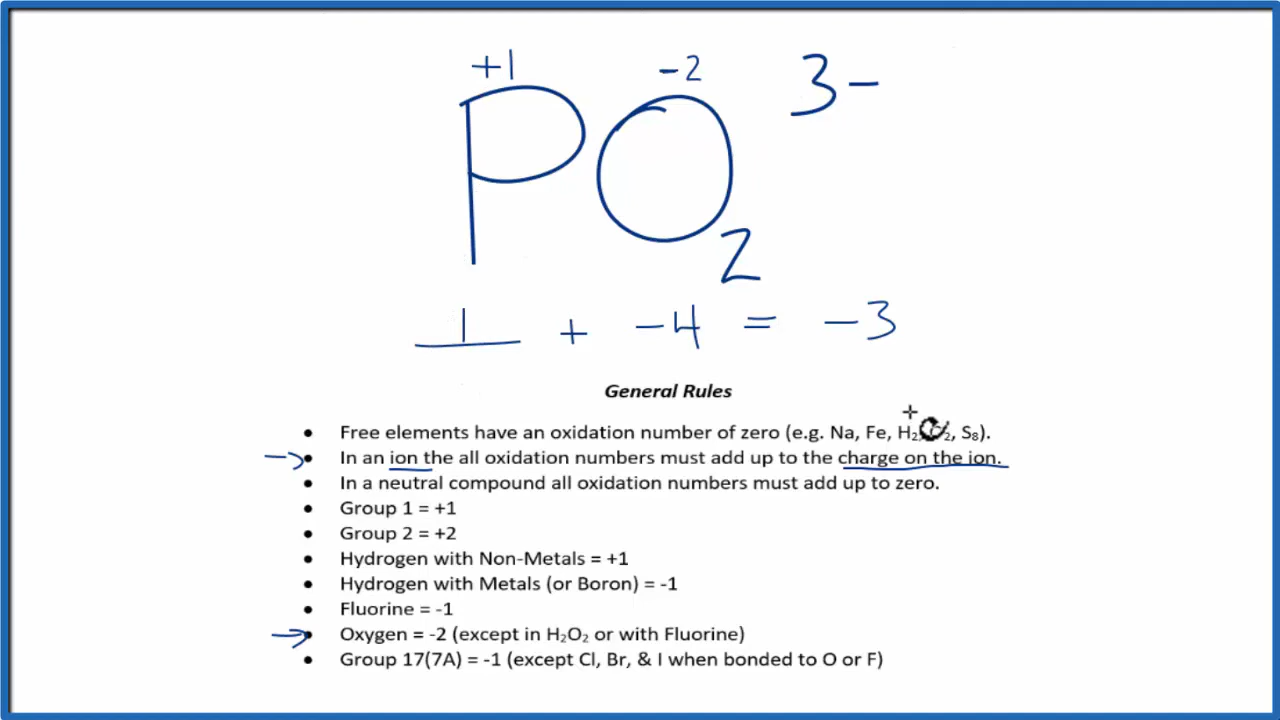 +1 -2 3 -
PO2
1 + -4 = -3
General Rules
• Free elements have an oxidation number of zero (e.g. Na, Fe, H₂, ₂, S₈).
• In an ion the all oxidation numbers must add up to the charge on the ion.
• In a neutral compound all oxidation numbers must add up to zero.
• Group 1 = +1
• Group 2 = +2
• Hydrogen with Non-Metals = +1
• Hydrogen with Metals (or Boron) = -1
• Fluorine = -1
• Oxygen = -2 (except in H₂O₂ or with Fluorine)
• Group 17(7A) = -1 (except Cl, Br, & I when bonded to O or F)